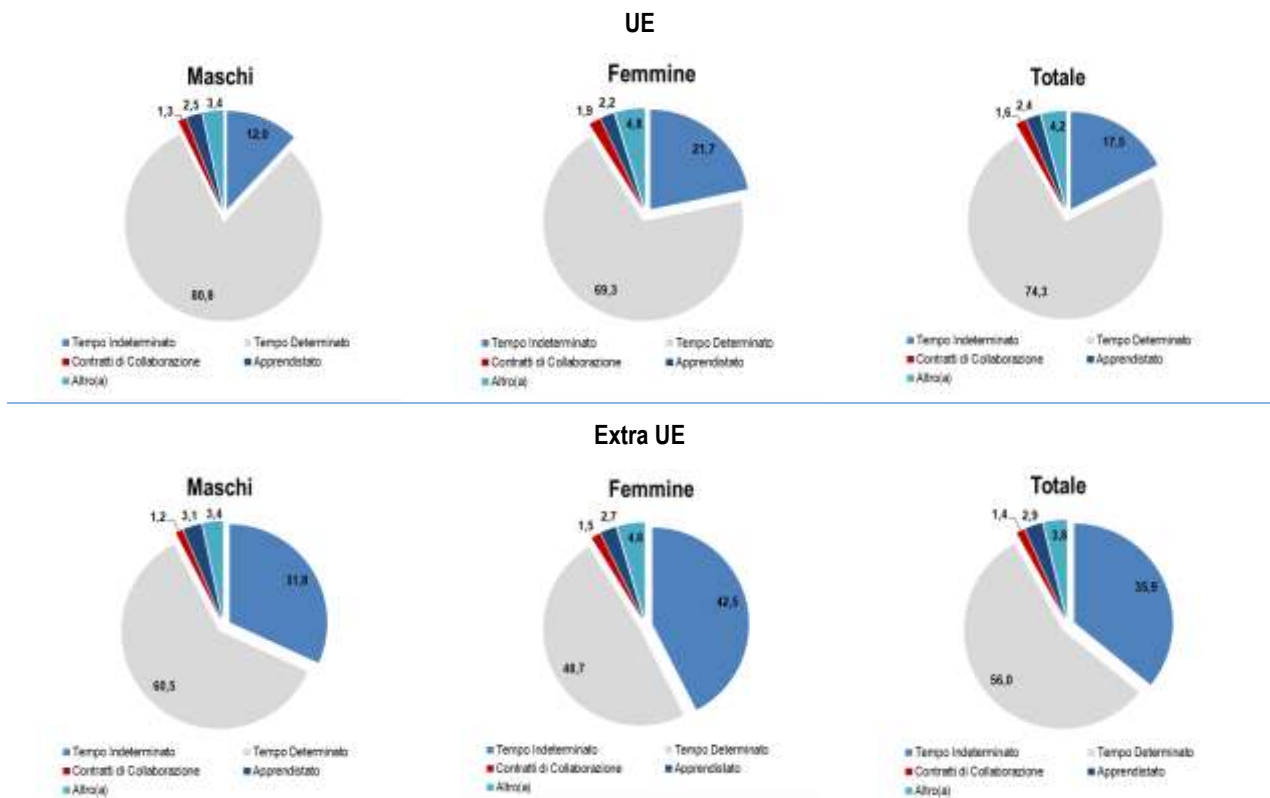 UE
Maschi
1,3 2,5 3,4
12,0
80,8
Tempo Indeterminato Tempo Determinato
Contratti di Collaborazione Apprendistato
Altro(a)
Femmine
1,9 2,2 4,8
21,7
69,3
Tempo Indeterminato Tempo Determinato
Contratti di Collaborazione Apprendistato
Altro(a)
Totale
1,6 2,4 4,2
17,5
74,3
Tempo Indeterminato Tempo Determinato
Contratti di Collaborazione Apprendistato
Altro(a)
Extra UE
Maschi
1,2 3,1 3,4
31,8
60,5
Tempo Indeterminato Tempo Determinato
Contratti di Collaborazione Apprendistato
Altro(a)
Femmine
1,5 2,7 4,6
42,5
48,7
Tempo Indeterminato Tempo Determinato
Contratti di Collaborazione Apprendistato
Altro(a)
Totale
1,4 2,9 3,8
35,9
56,0
Tempo Indeterminato Tempo Determinato
Contratti di Collaborazione Apprendistato
Altro(a)